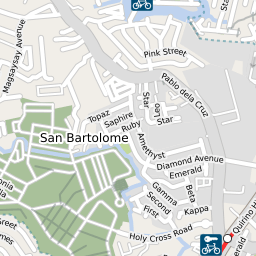 Magsaysay Avenue
Pink Street
Pablo dela Cruz
Topaz
Saphire
Ruby
Star
Leo
Star
San Bartolome
Amethyst
Diamond Avenue
Emerald
Gamma
Second
First
Beta
Kappa
Holy Cross Road
Quirino